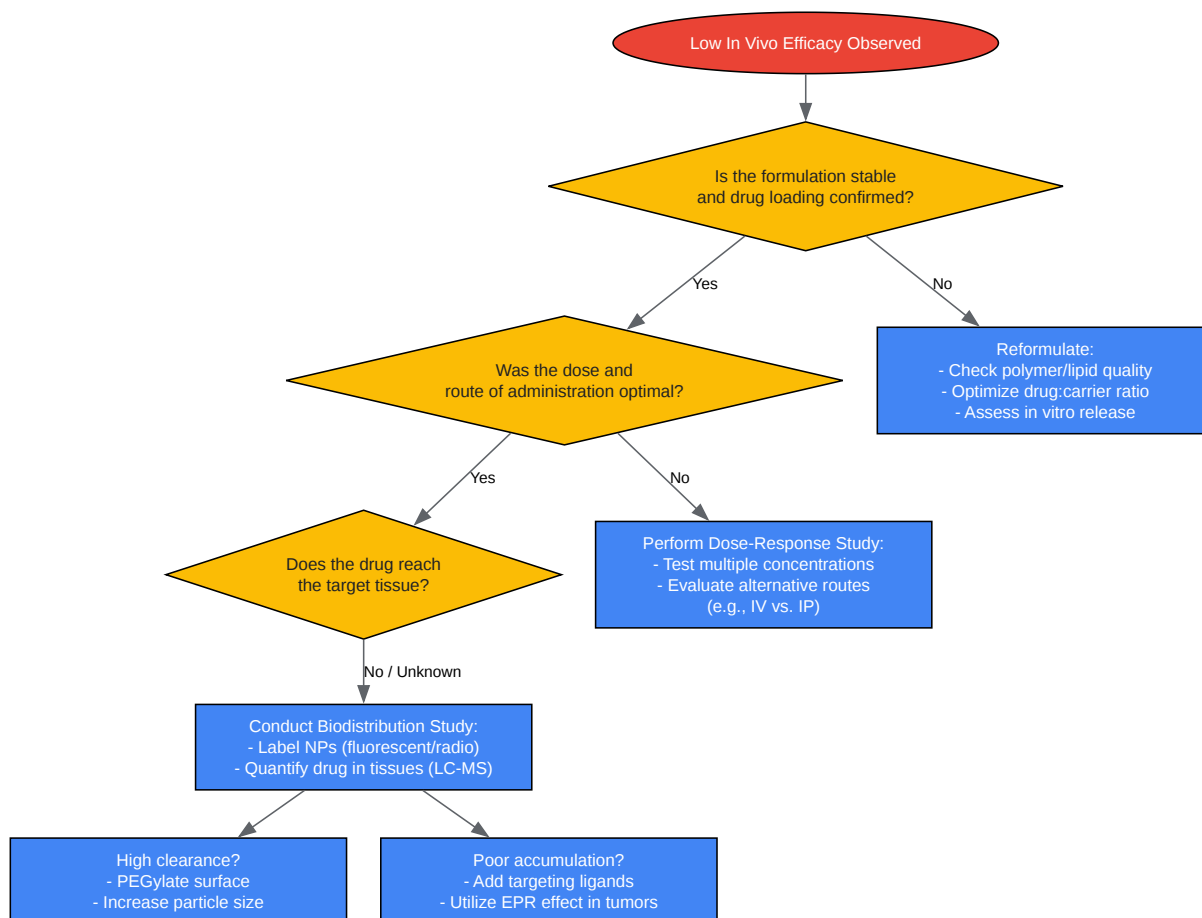 Low In Vivo Efficacy Observed
Is the formulation stable
and drug loading confirmed?
Yes
No
Was the dose and
route of administration optimal?
Reformulate:
- Check polymer/lipid quality
- Optimize drug:carrier ratio
- Assess in vitro release
Yes
No
Does the drug reach
the target tissue?
Perform Dose-Response Study:
- Test multiple concentrations
- Evaluate alternative routes
(e.g., IV vs. IP)
No / Unknown
Conduct Biodistribution Study:
- Label NPs (fluorescent/radio)
- Quantify drug in tissues (LC-MS)
High clearance?
- PEGylate surface
- Increase particle size
Poor accumulation?
- Add targeting ligands
- Utilize EPR effect in tumors